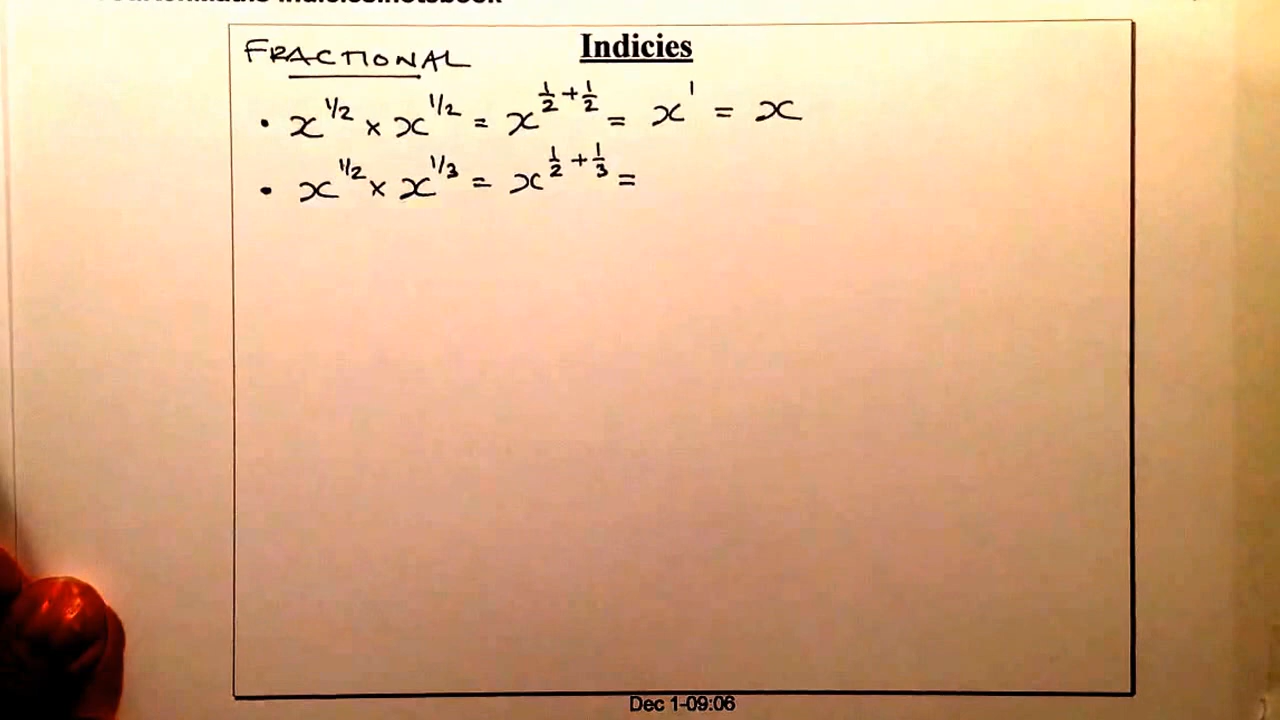 FRACTIONAL Indicies
• x^1/2 × x^1/2 = x^(1/2 + 1/2) = x^1 = x
• x^1/2 × x^1/3 = x^(1/2 + 1/3) =
Dec 1-09:06